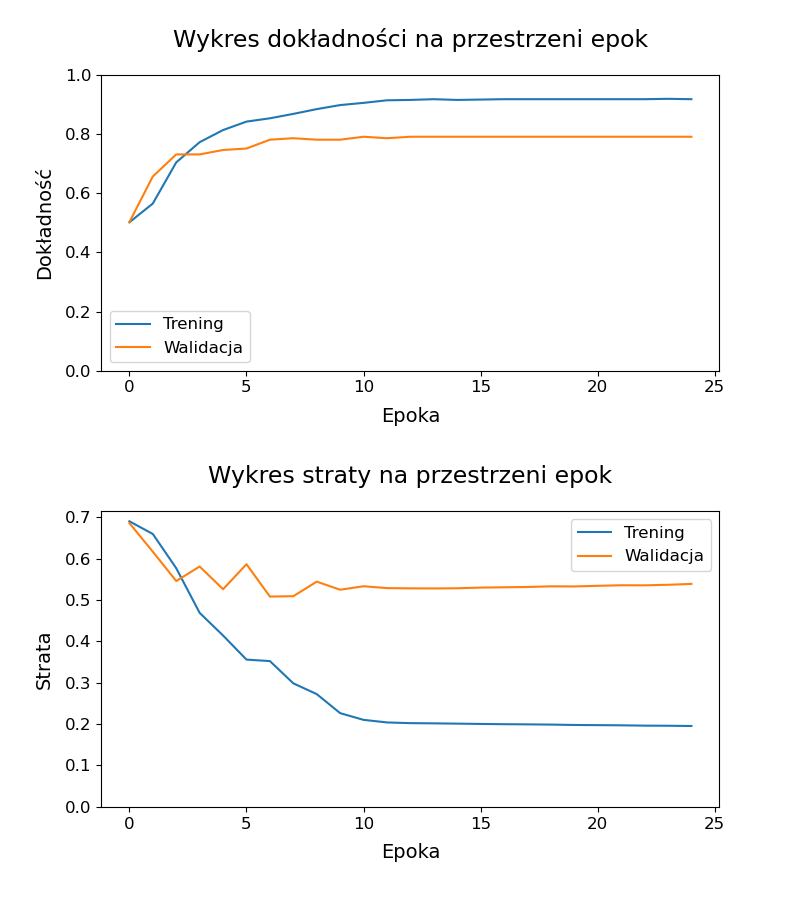 Wykres dokładności na przestrzeni epok
1.0
0.8
0.6
0.4
0.2
0.0
Dokładność
Trening
Walidacja
0 5 10 15 20 25
Epoka
Wykres straty na przestrzeni epok
0.7
0.6
0.5
0.4
0.3
0.2
0.1
0.0
Strata
Trening
Walidacja
0 5 10 15 20 25
Epoka